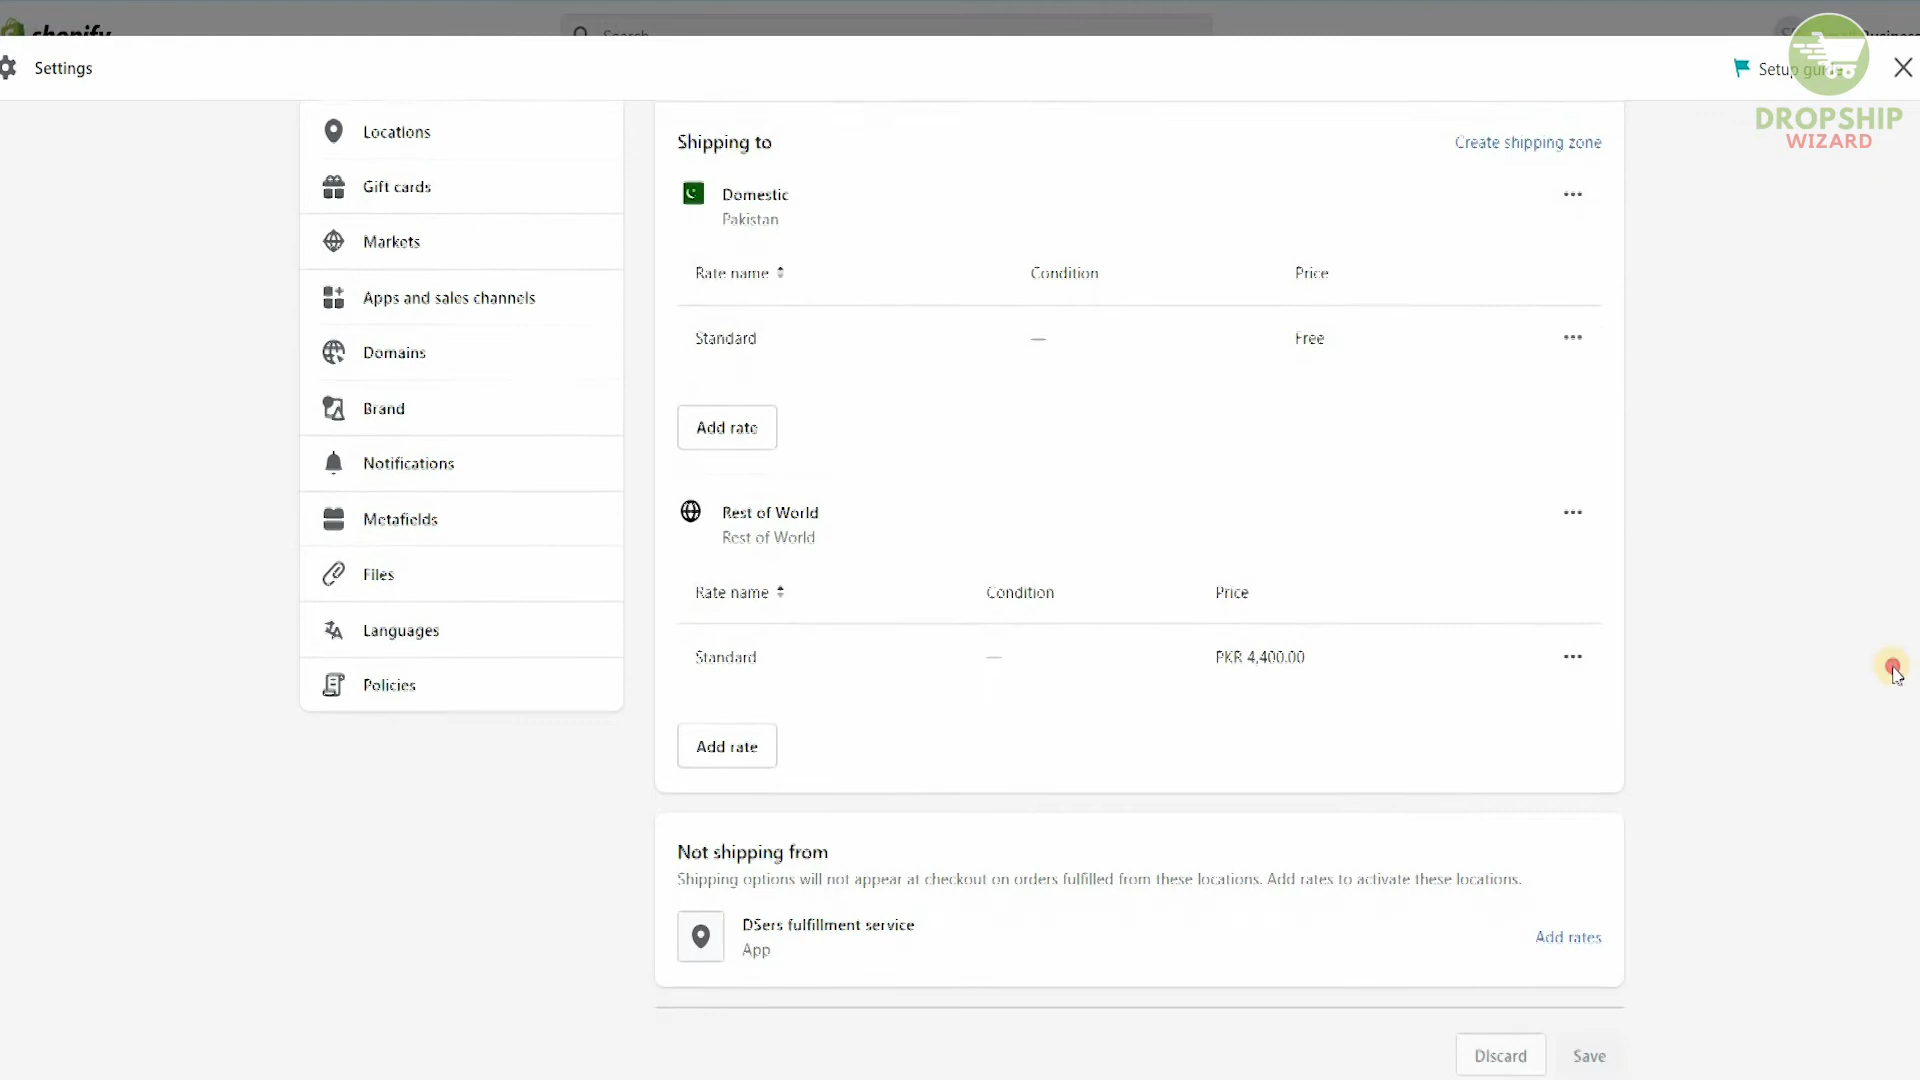 shopify
Search
Settings
Setup guide
DROPSHIP
WIZARD
Locations
Gift cards
Markets
Apps and sales channels
Domains
Brand
Notifications
Metafields
Files
Languages
Policies
Shipping to
Create shipping zone
Domestic
Pakistan
Rate name Condition Price
Standard — Free
Add rate
Rest of World
Rest of World
Rate name Condition Price
Standard — PKR 4,400.00
Add rate
Not shipping from
Shipping options will not appear at checkout on orders fulfilled from these locations. Add rates to activate these locations.
DSers fulfillment service
App
Add rates
Discard Save